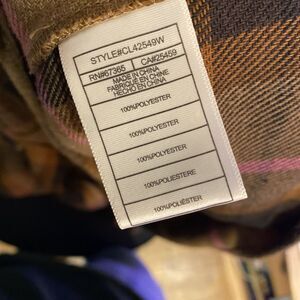 STYLE#CL42549W
RN#67365 CA#25459
MADE IN CHINA
FABRIQUÉ EN CHINE
HECHO EN CHINA
100%POLYESTER
100%POLYESTER
100%POLYESTER
100%POLIESTERE
100%POLIÉSTER